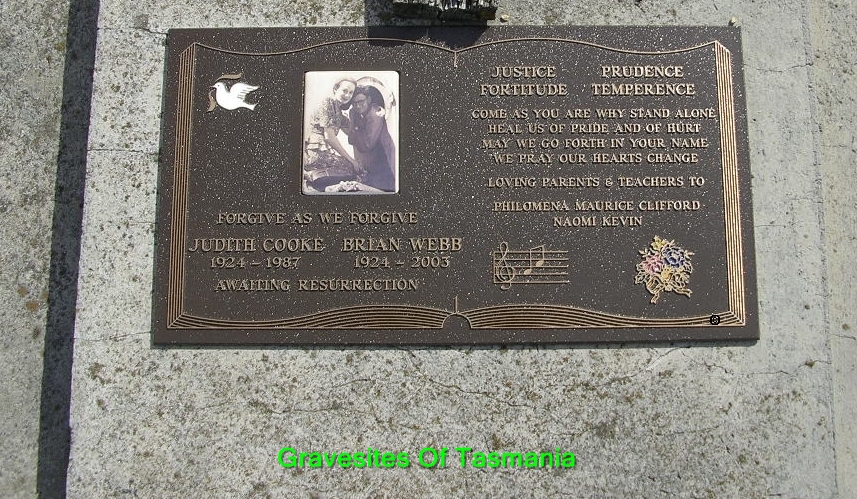 FORGIVE AS WE FORGIVE
JUDITH COOKE BRIAN WEBB
1924 - 1987 1924 - 2003
AWAITING RESURRECTION
JUSTICE PRUDENCE
FORTITUDE TEMPERENCE
COME AS YOU ARE WHY STAND ALONE
HEAL US OF PRIDE AND OF HURT
MAY WE GO FORTH IN YOUR NAME
WE PRAY OUR HEARTS CHANGE
LOVING PARENTS & TEACHERS TO
PHILOMENA MAURICE CLIFFORD
NAOMI KEVIN
Gravesites Of Tasmania